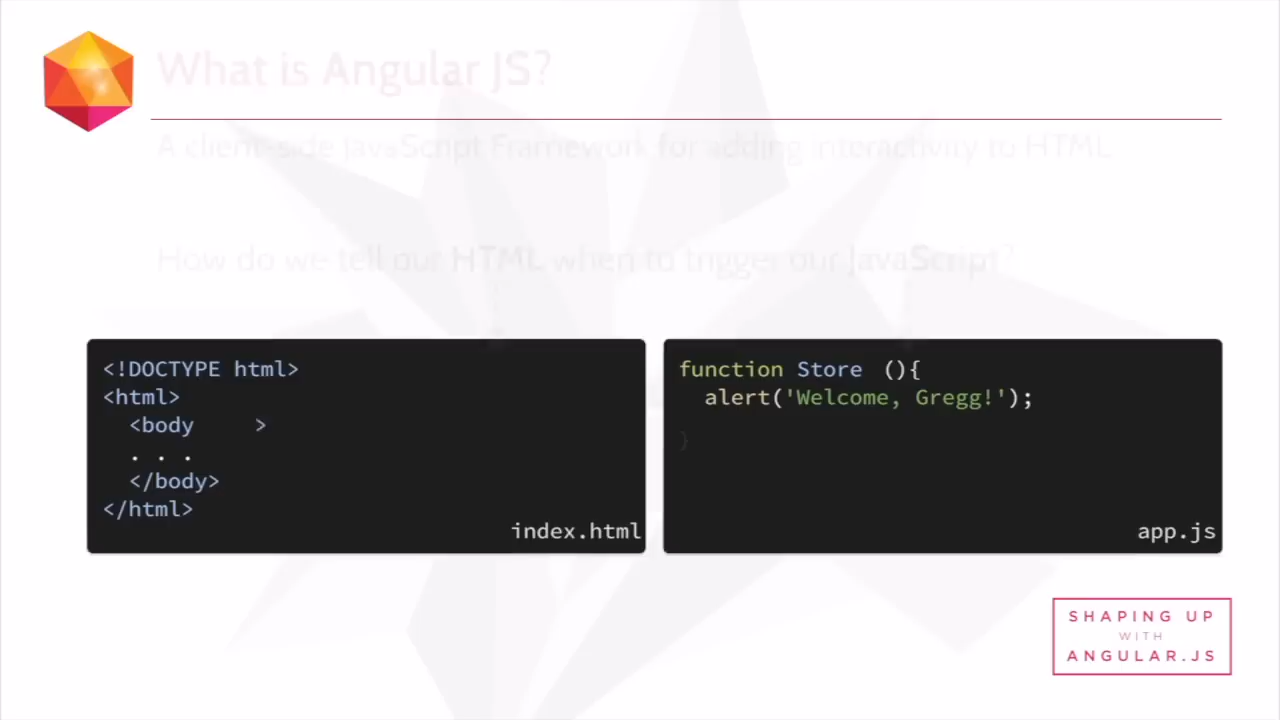 What is Angular JS?
A client-side JavaScript Framework for adding interactivity to HTML
How do we tell our HTML when to trigger our JavaScript?
<!DOCTYPE html>
<html>
<body     >
. . .
</body>
</html>
index.html
function Store (){
alert('Welcome, Gregg!');
}
app.js
SHAPING UP
WITH
ANGULAR.JS